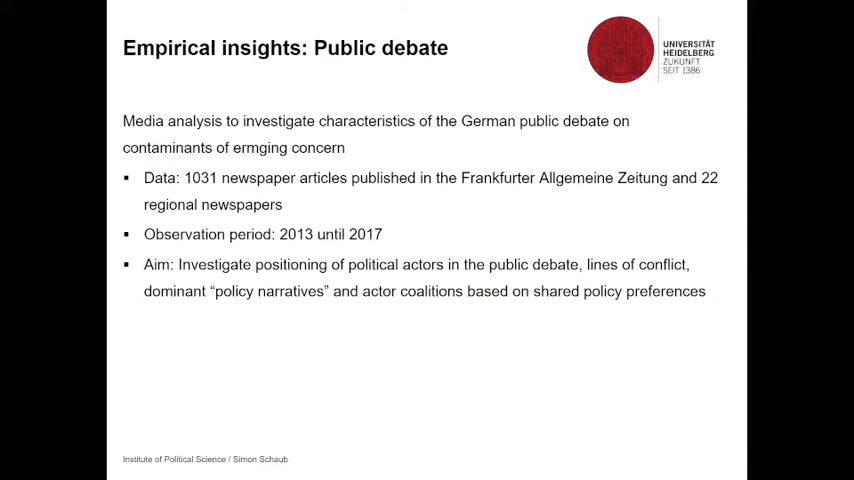 Empirical insights: Public debate
UNIVERSITÄT
HEIDELBERG
ZUKUNFT
SEIT 1386
Media analysis to investigate characteristics of the German public debate on
contaminants of ermging concern
▪ Data: 1031 newspaper articles published in the Frankfurter Allgemeine Zeitung and 22
regional newspapers
▪ Observation period: 2013 until 2017
▪ Aim: Investigate positioning of political actors in the public debate, lines of conflict,
dominant “policy narratives” and actor coalitions based on shared policy preferences
Institute of Political Science / Simon Schaub